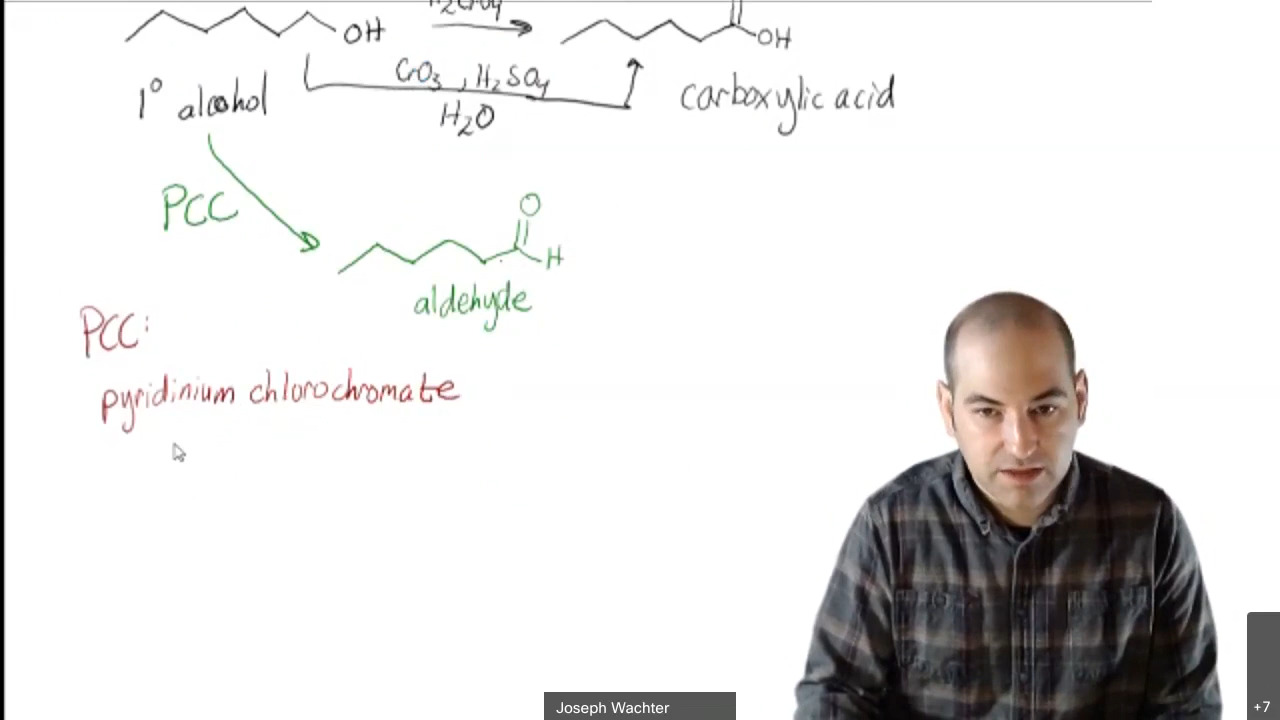 OH
OH
CrO3 , H2SO4
H2O
1° alcohol
carboxylic acid
PCC
O
H
aldehyde
PCC:
pyridinium chlorochromate
Joseph Wachter
+7